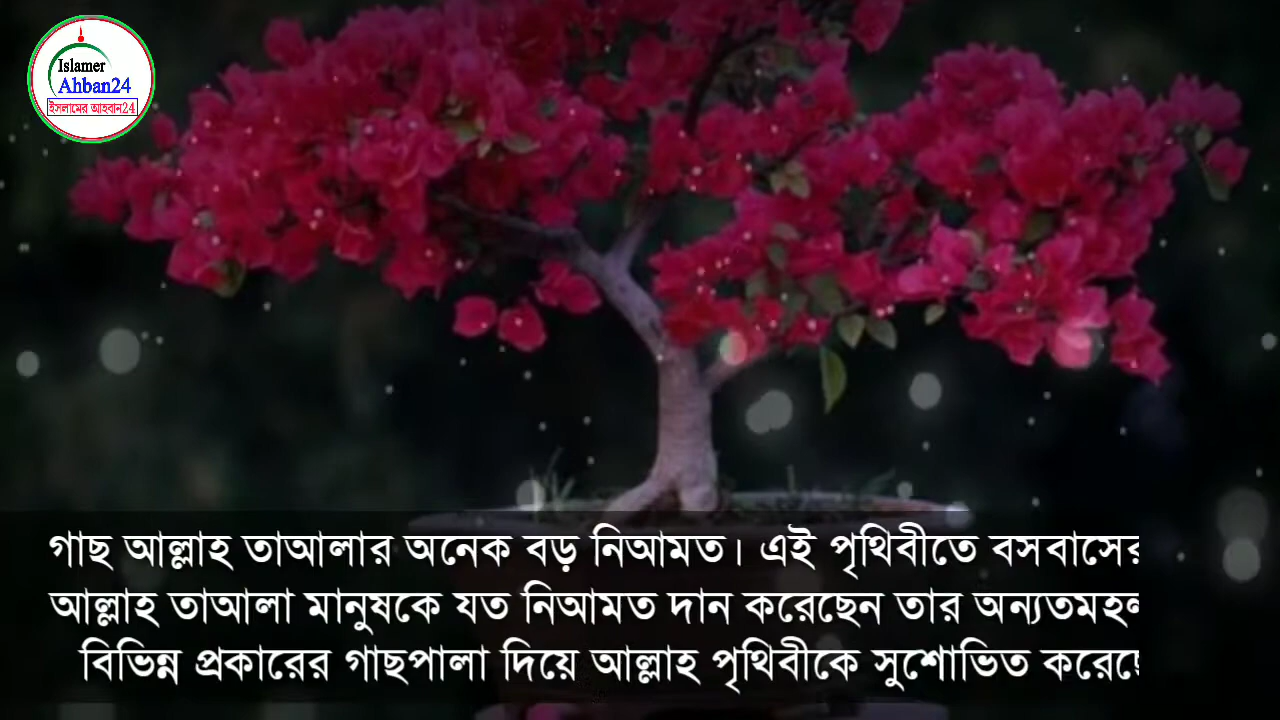 Islamer
Ahban24
ইসলামের আহবান24
গাছ আল্লাহ তাআলার অনেক বড় নিআমত। এই পৃথিবীতে বসবাসের
আল্লাহ তাআলা মানুষকে যত নিআমত দান করেছেন তার অন্যতমহল
বিভিন্ন প্রকারের গাছপালা দিয়ে আল্লাহ পৃথিবীকে সুশোভিত